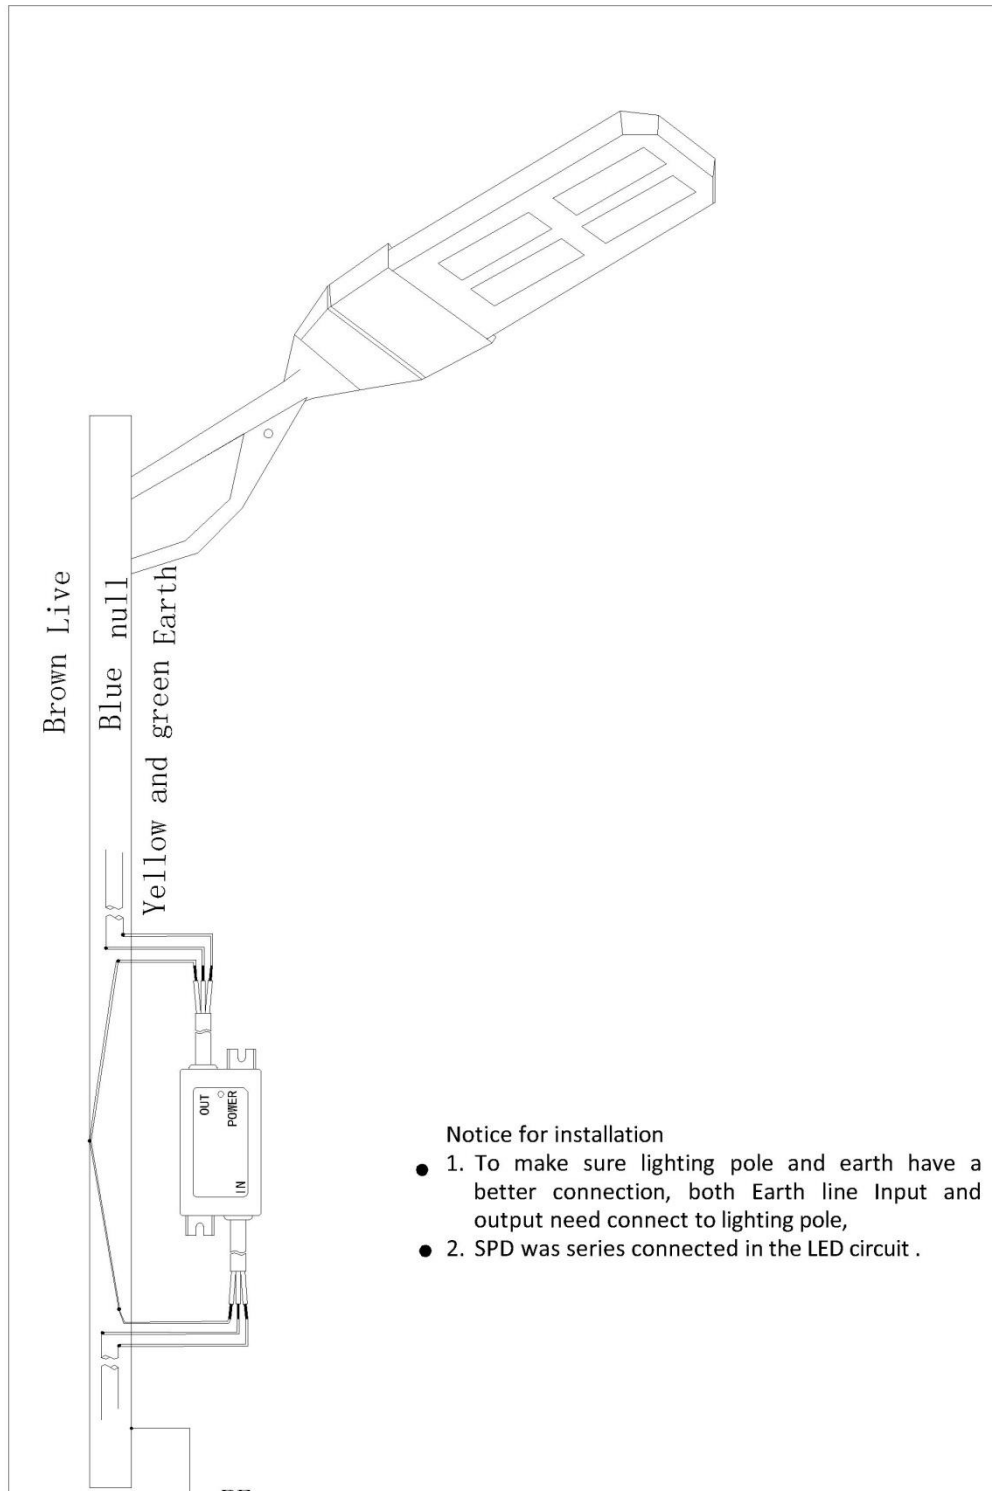 Brown Live
Blue null
Yellow and green Earth
OUT
POWER
IN
Notice for installation
● 1. To make sure lighting pole and earth have a
better connection, both Earth line Input and
output need connect to lighting pole,
● 2. SPD was series connected in the LED circuit .